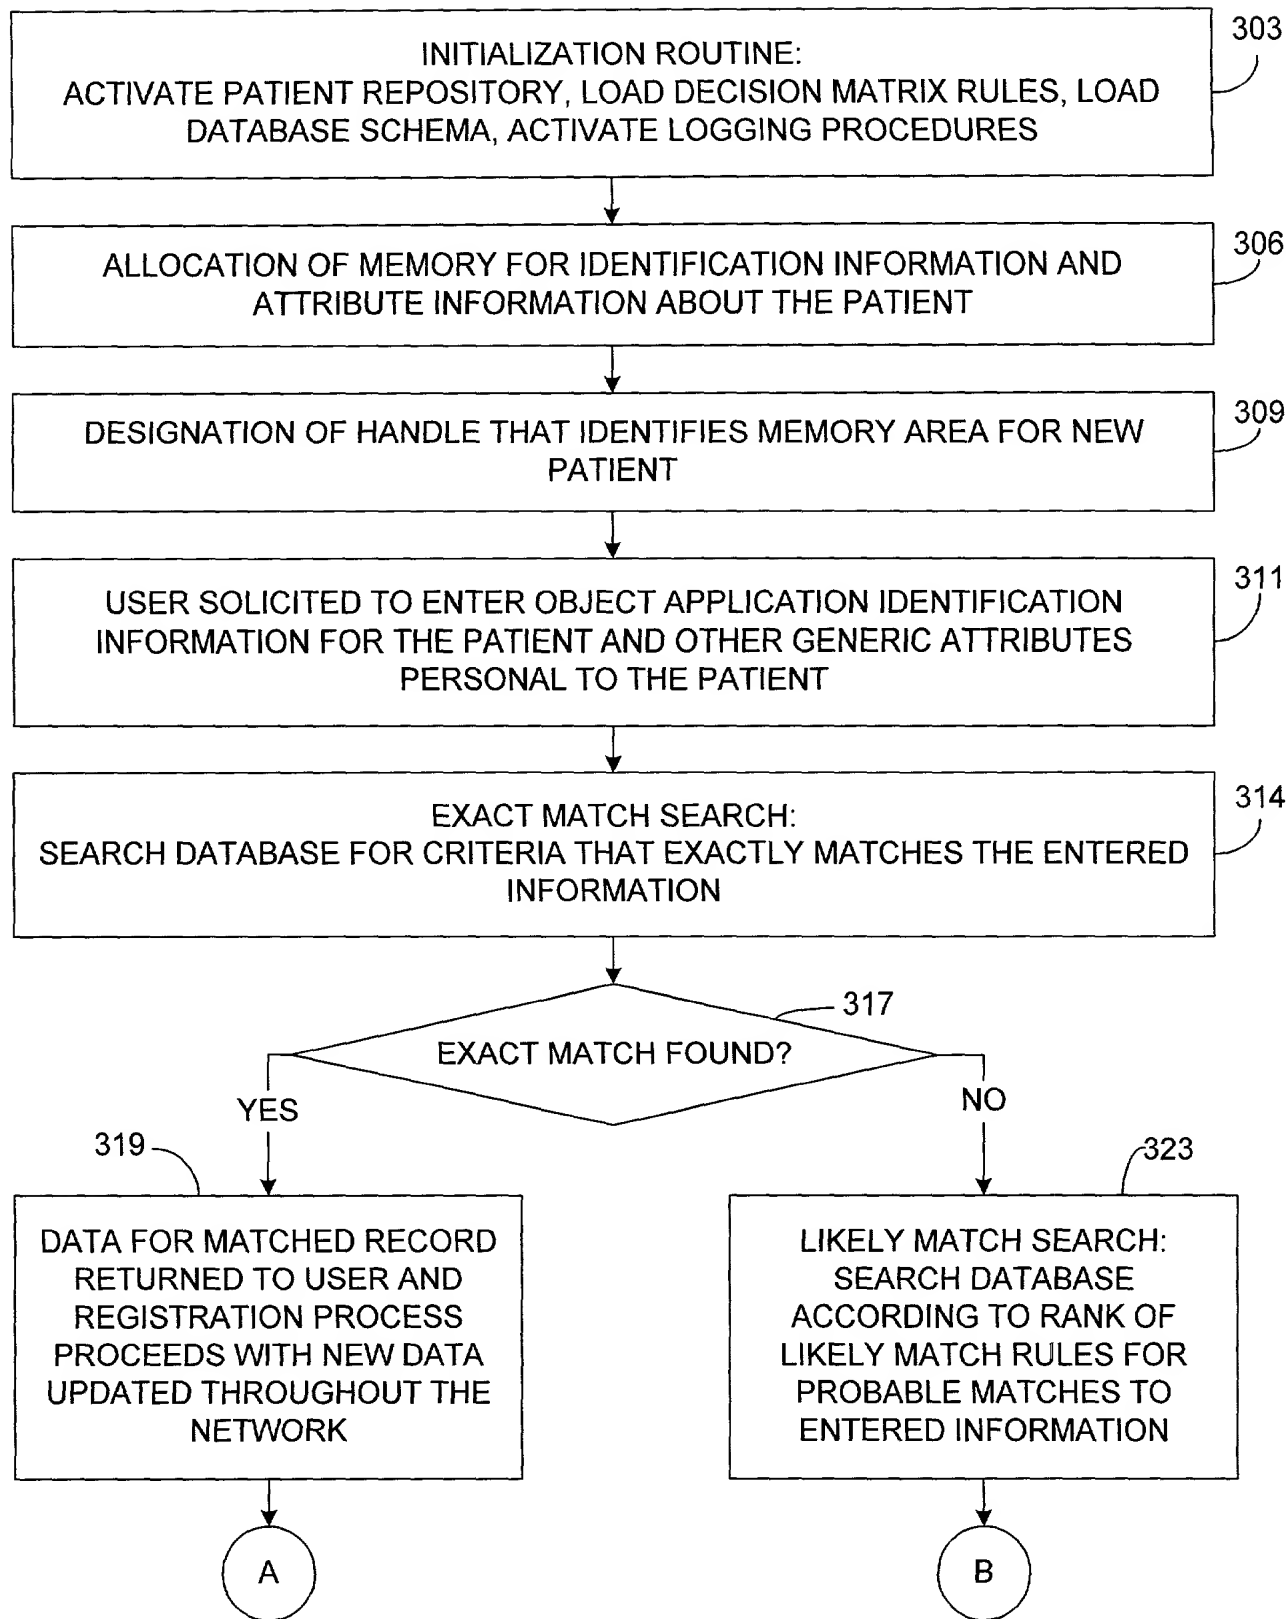 303
INITIALIZATION ROUTINE:
ACTIVATE PATIENT REPOSITORY, LOAD DECISION MATRIX RULES, LOAD
DATABASE SCHEMA, ACTIVATE LOGGING PROCEDURES
306
ALLOCATION OF MEMORY FOR IDENTIFICATION INFORMATION AND
ATTRIBUTE INFORMATION ABOUT THE PATIENT
309
DESIGNATION OF HANDLE THAT IDENTIFIES MEMORY AREA FOR NEW
PATIENT
311
USER SOLICITED TO ENTER OBJECT APPLICATION IDENTIFICATION
INFORMATION FOR THE PATIENT AND OTHER GENERIC ATTRIBUTES
PERSONAL TO THE PATIENT
314
EXACT MATCH SEARCH:
SEARCH DATABASE FOR CRITERIA THAT EXACTLY MATCHES THE ENTERED
INFORMATION
317
EXACT MATCH FOUND?
YES
NO
319
DATA FOR MATCHED RECORD
RETURNED TO USER AND
REGISTRATION PROCESS
PROCEEDS WITH NEW DATA
UPDATED THROUGHOUT THE
NETWORK
323
LIKELY MATCH SEARCH:
SEARCH DATABASE
ACCORDING TO RANK OF
LIKELY MATCH RULES FOR
PROBABLE MATCHES TO
ENTERED INFORMATION
A
B